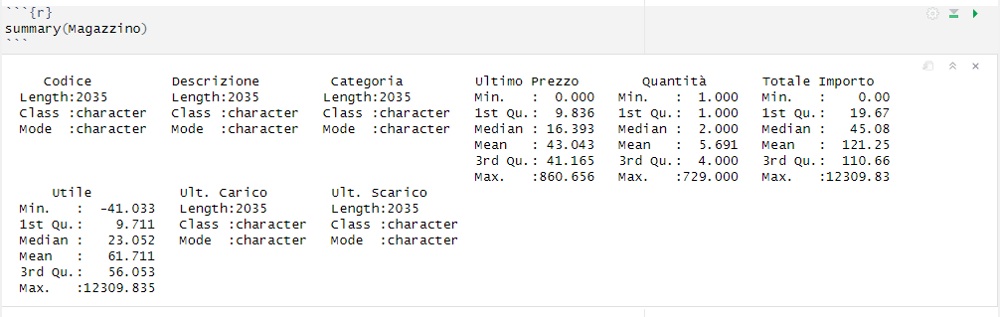 ```{r}
summary(Magazzino)
```
Codice Descrizione Categoria Ultimo Prezzo Quantità Totale Importo
Length:2035 Length:2035 Length:2035 Min. : 0.000 Min. : 1.000 Min. : 0.00
Class :character Class :character Class :character 1st Qu.: 9.836 1st Qu.: 1.000 1st Qu.: 19.67
Mode :character Mode :character Mode :character Median : 16.393 Median : 2.000 Median : 45.08
Mean : 43.043 Mean : 5.691 Mean : 121.25
3rd Qu.: 41.165 3rd Qu.: 4.000 3rd Qu.: 110.66
Max. :860.656 Max. :729.000 Max. :12309.83
Utile Ult. Carico Ult. Scarico
Min. : -41.033 Length:2035 Length:2035
1st Qu.: 9.711 Class :character Class :character
Median : 23.052 Mode :character Mode :character
Mean : 61.711
3rd Qu.: 56.053
Max. :12309.835